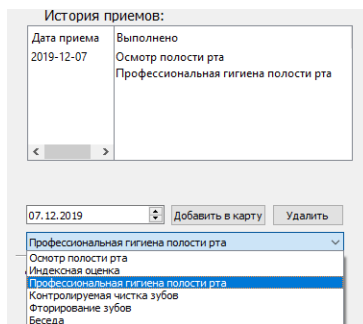 История приемов:
Дата приема Выполнено
2019-12-07 Осмотр полости рта
Профессиональная гигиена полости рта
07.12.2019 Добавить в карту Удалить
Профессиональная гигиена полости рта
Осмотр полости рта
Индексная оценка
Профессиональная гигиена полости рта
Контролируемая чистка зубов
Фторирование зубов
Беседа